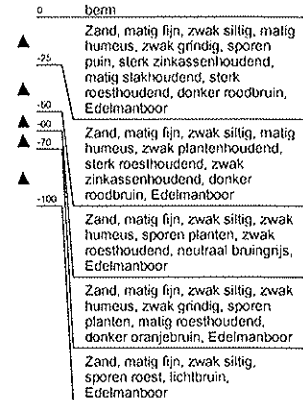 0 berm
Zand, matig fijn, zwak siltig, matig
humeus, zwak grindig, sporen
puin, sterk zinkassenhoudend,
matig slakhoudend, sterk
roesthoudend, donker roodbruin,
Edelmanboor
-25
-50
Zand, matig fijn, zwak siltig, matig
humeus, zwak plantenhoudend,
sterk roesthoudend, zwak
zinkassenhoudend, donker
roodbruin, Edelmanboor
-60
-70
Zand, matig fijn, zwak siltig, zwak
humeus, sporen planten, zwak
roesthoudend, neutraal bruingrijs,
Edelmanboor
-100
Zand, matig fijn, zwak siltig, zwak
humeus, zwak grindig, sporen
planten, matig roesthoudend,
donker oranjebruin, Edelmanboor
Zand, matig fijn, zwak siltig,
sporen roest, lichtbruin,
Edelmanboor